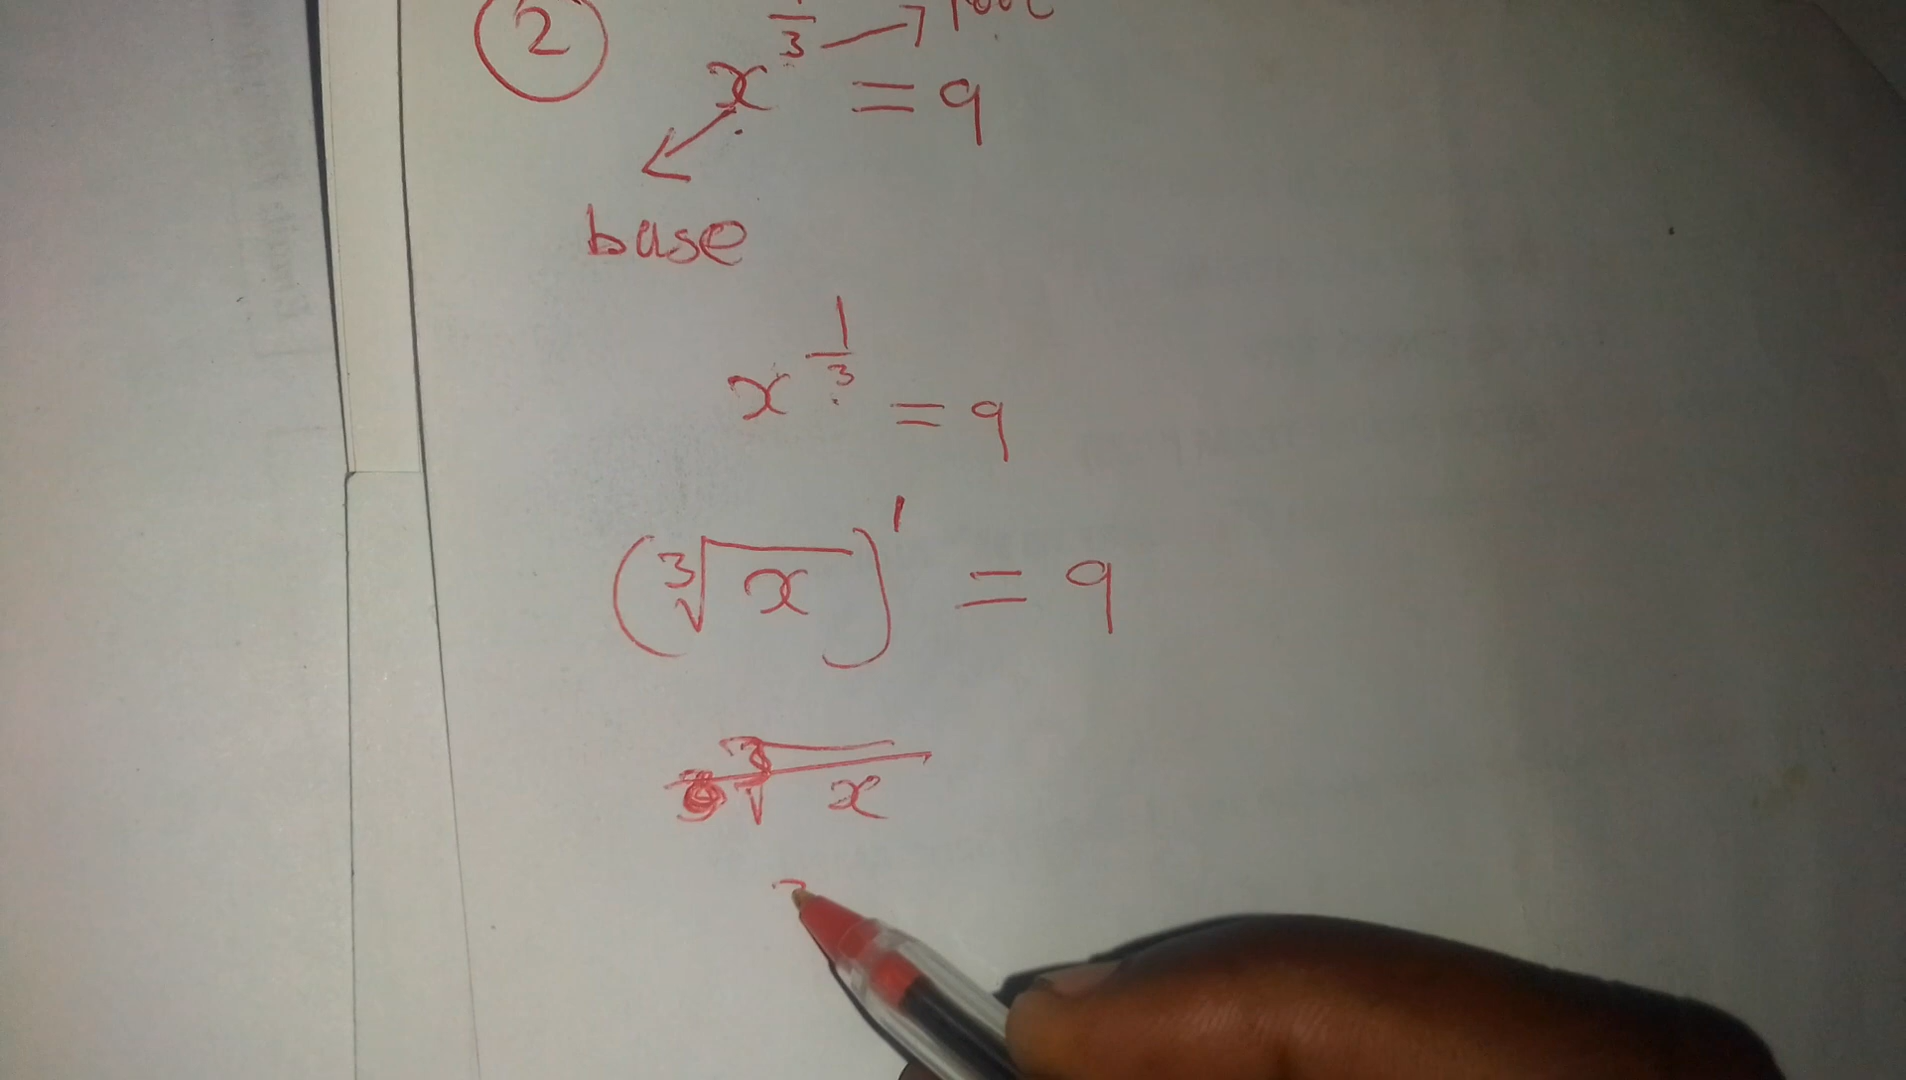 2
x^{1/3} = 9
base
x^{1/3} = 9
(∛x)^1 = 9